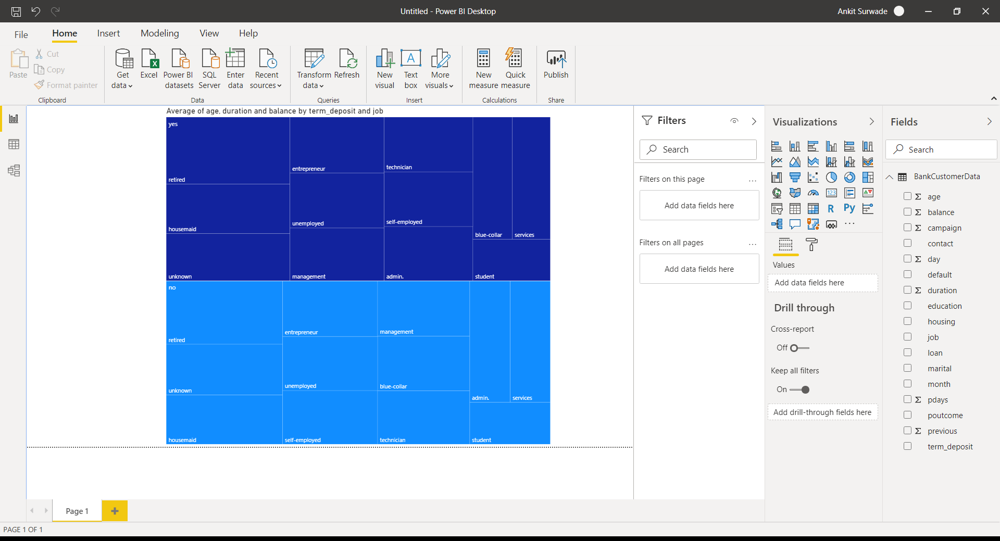 Untitled - Power BI Desktop
Ankit Surwade
File
Home
Insert
Modeling
View
Help
Paste
Cut
Copy
Format painter
Clipboard
Get
data
Excel
Power BI
datasets
SQL
Server
Enter
data
Recent
sources
Data
Transform
data
Refresh
Queries
New
visual
Text
box
More
visuals
Insert
New
measure
Quick
measure
Calculations
Publish
Share
Average of age, duration and balance by term_deposit and job
yes
retired
housemaid
unknown
entrepreneur
unemployed
management
technician
self-employed
admin.
blue-collar
services
student
no
retired
unknown
housemaid
entrepreneur
unemployed
self-employed
management
blue-collar
technician
admin.
services
student
Filters
Search
Filters on this page
...
Add data fields here
Filters on all pages
...
Add data fields here
Visualizations
123
R
Py
...
Values
Add data fields here
Drill through
Cross-report
Off
Keep all filters
On
Add drill-through fields here
Fields
Search
BankCustomerData
Σ age
Σ balance
Σ campaign
contact
Σ day
default
Σ duration
education
housing
job
loan
marital
month
Σ pdays
poutcome
Σ previous
term_deposit
Page 1
PAGE 1 OF 1